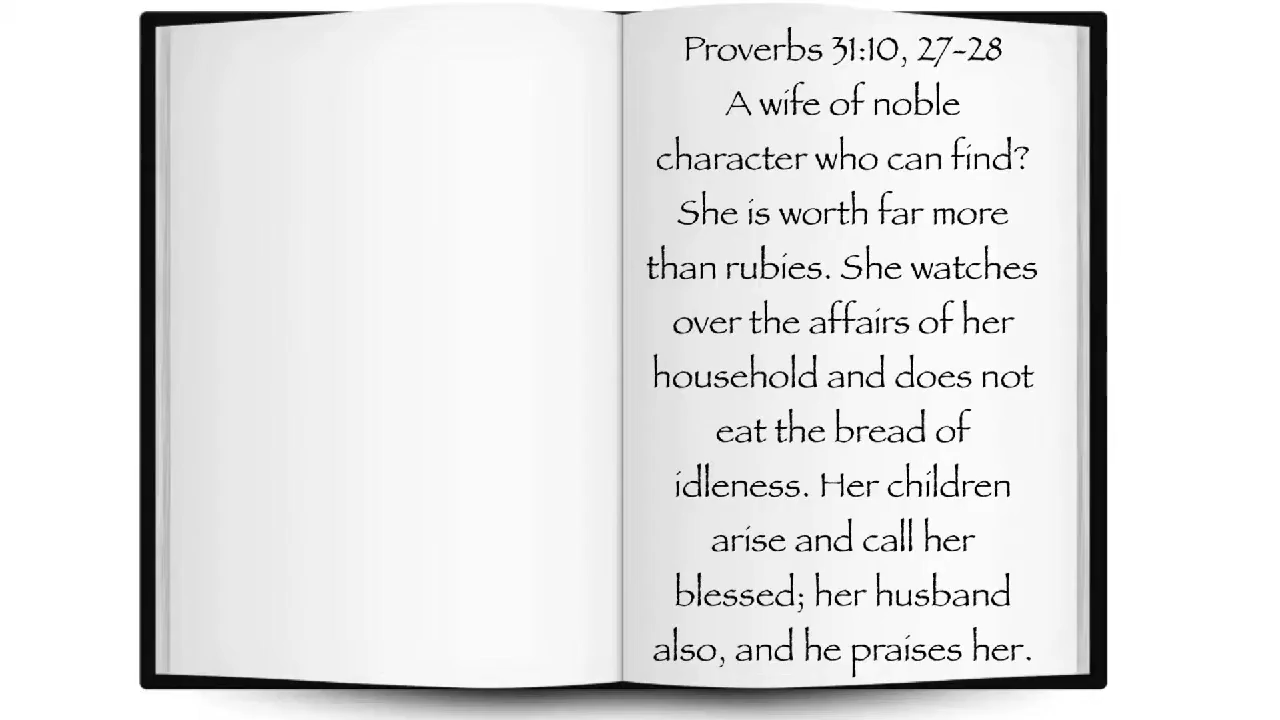 Proverbs 31:10, 27-28
A wife of noble
character who can find?
She is worth far more
than rubies. She watches
over the affairs of her
household and does not
eat the bread of
idleness. Her children
arise and call her
blessed; her husband
also, and he praises her.